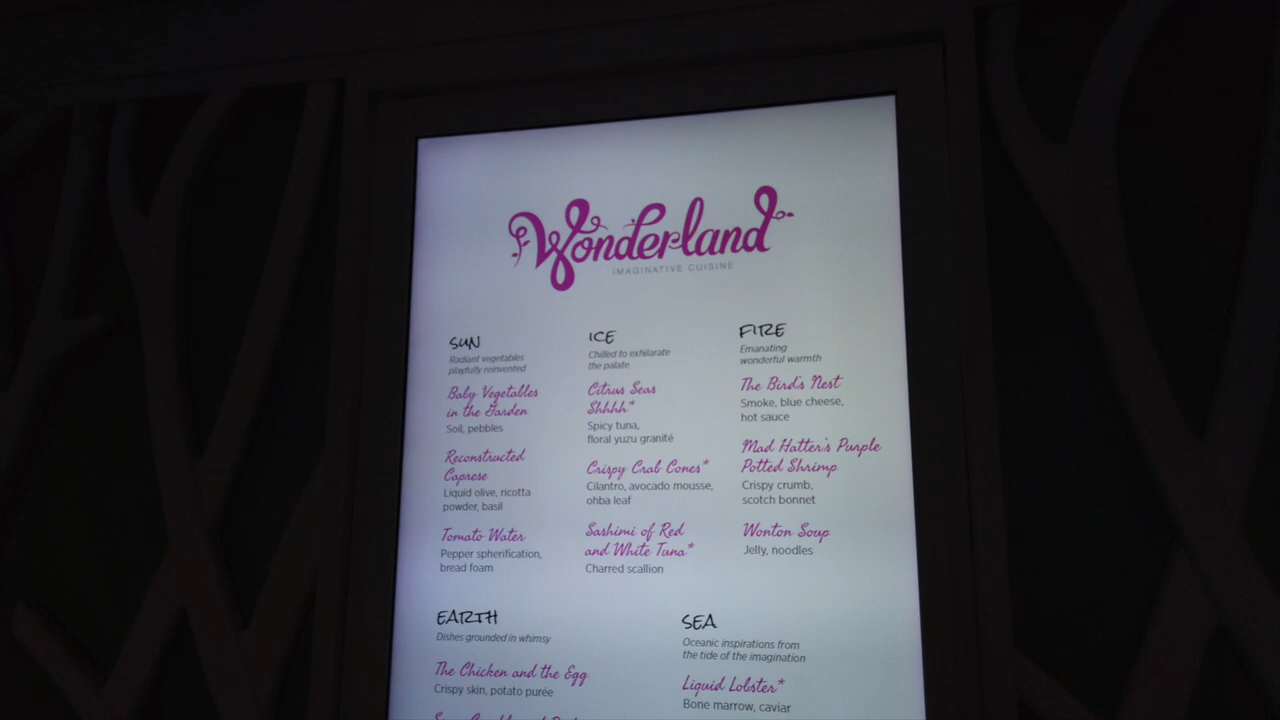 Wonderland
IMAGINATIVE CUISINE
SUN
Radiant vegetables
playfully reinvented
Baby Vegetables
in the Garden
Soil, pebbles
Reconstructed
Caprese
Liquid olive, ricotta
powder, basil
Tomato Water
Pepper spherification,
bread foam
ICE
Chilled to exhilarate
the palate
Citrus Seas
Shhhh*
Spicy tuna,
floral yuzu granité
Crispy Crab Cones*
Cilantro, avocado mousse,
ohba leaf
Sashimi of Red
and White Tuna*
Charred scallion
FIRE
Emanating
wonderful warmth
The Bird's Nest
Smoke, blue cheese,
hot sauce
Mad Hatter's Purple
Potted Shrimp
Crispy crumb,
scotch bonnet
Wonton Soup
Jelly, noodles
EARTH
Dishes grounded in whimsy
The Chicken and the Egg
Crispy skin, potato purée
SEA
Oceanic inspirations from
the tide of the imagination
Liquid Lobster*
Bone marrow, caviar